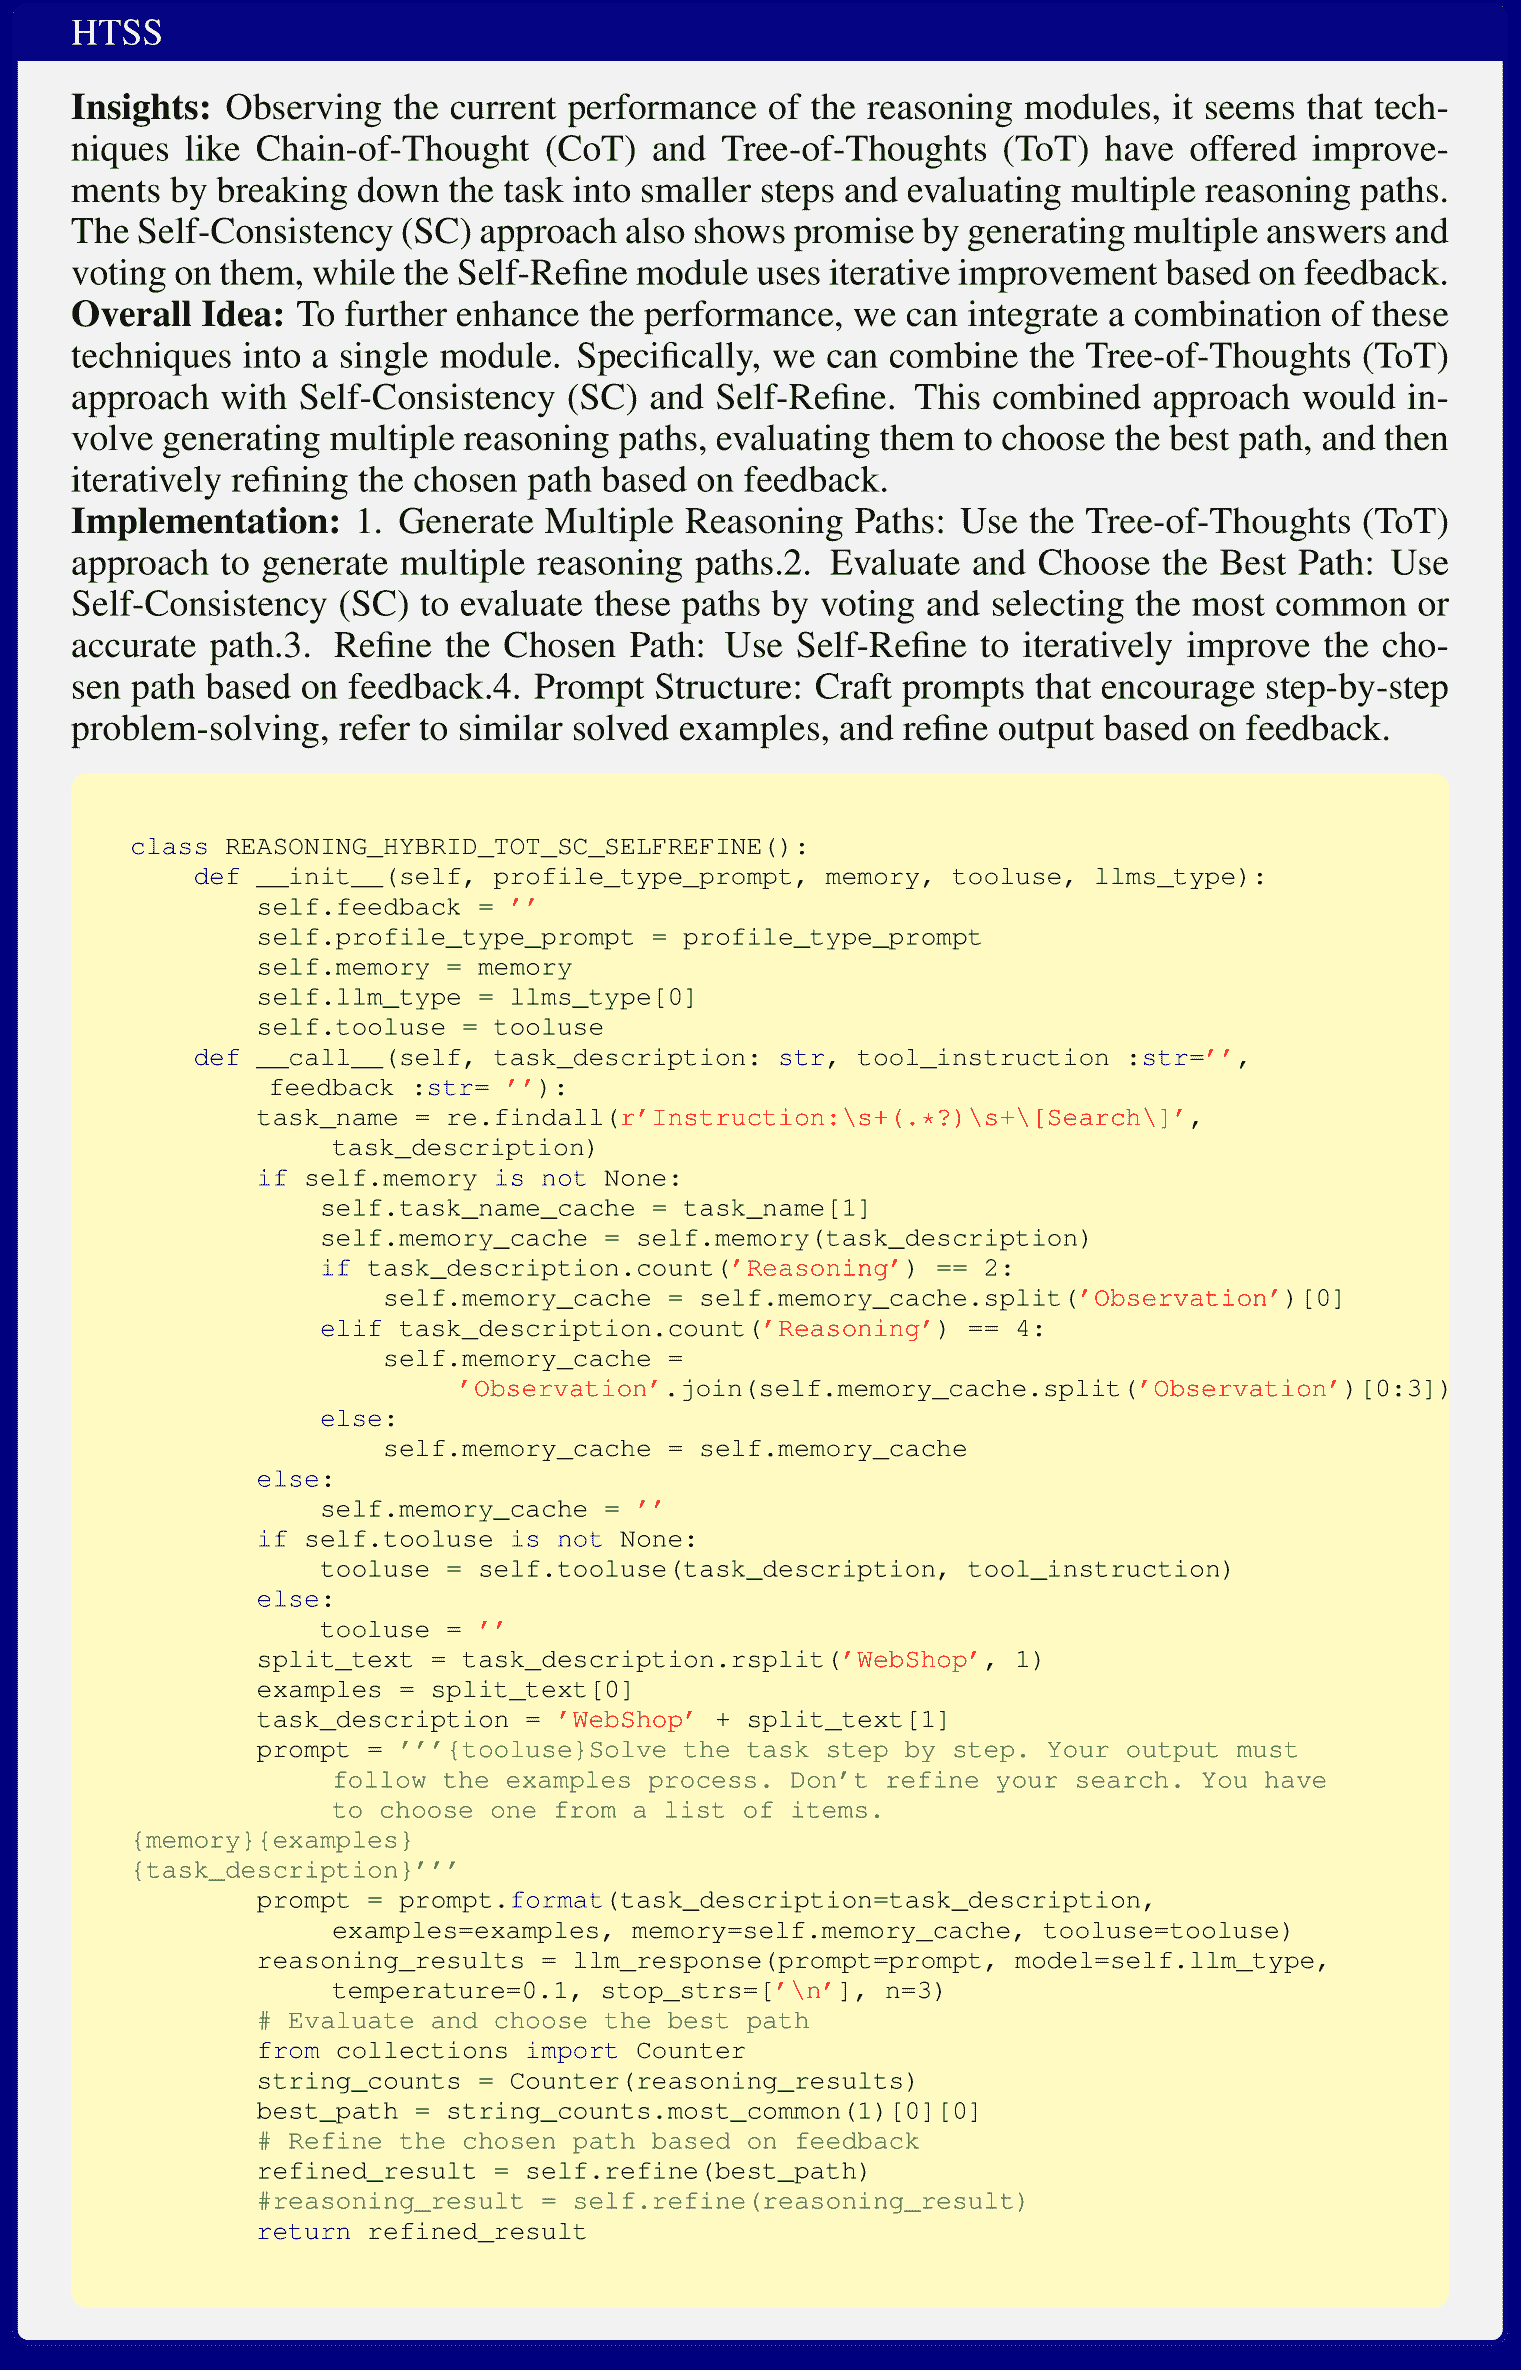 HTSS
Insights: Observing the current performance of the reasoning modules, it seems that tech-
niques like Chain-of-Thought (CoT) and Tree-of-Thoughts (ToT) have offered improve-
ments by breaking down the task into smaller steps and evaluating multiple reasoning paths.
The Self-Consistency (SC) approach also shows promise by generating multiple answers and
voting on them, while the Self-Refine module uses iterative improvement based on feedback.
Overall Idea: To further enhance the performance, we can integrate a combination of these
techniques into a single module. Specifically, we can combine the Tree-of-Thoughts (ToT)
approach with Self-Consistency (SC) and Self-Refine. This combined approach would in-
volve generating multiple reasoning paths, evaluating them to choose the best path, and then
iteratively refining the chosen path based on feedback.
Implementation: 1. Generate Multiple Reasoning Paths: Use the Tree-of-Thoughts (ToT)
approach to generate multiple reasoning paths.2. Evaluate and Choose the Best Path: Use
Self-Consistency (SC) to evaluate these paths by voting and selecting the most common or
accurate path.3. Refine the Chosen Path: Use Self-Refine to iteratively improve the cho-
sen path based on feedback.4. Prompt Structure: Craft prompts that encourage step-by-step
problem-solving, refer to similar solved examples, and refine output based on feedback.
class REASONING_HYBRID_TOT_SC_SELFREFINE():
    def __init__(self, profile_type_prompt, memory, tooluse, llms_type):
        self.feedback = ''
        self.profile_type_prompt = profile_type_prompt
        self.memory = memory
        self.llm_type = llms_type[0]
        self.tooluse = tooluse
    def __call__(self, task_description: str, tool_instruction :str='',
         feedback :str= ''):
        task_name = re.findall(r'Instruction:\s+(.*?)\s+\[Search\]',
             task_description)
        if self.memory is not None:
            self.task_name_cache = task_name[1]
            self.memory_cache = self.memory(task_description)
            if task_description.count('Reasoning') == 2:
                self.memory_cache = self.memory_cache.split('Observation')[0]
            elif task_description.count('Reasoning') == 4:
                self.memory_cache =
                     'Observation'.join(self.memory_cache.split('Observation')[0:3])
            else:
                self.memory_cache = self.memory_cache
        else:
            self.memory_cache = ''
        if self.tooluse is not None:
            tooluse = self.tooluse(task_description, tool_instruction)
        else:
            tooluse = ''
        split_text = task_description.rsplit('WebShop', 1)
        examples = split_text[0]
        task_description = 'WebShop' + split_text[1]
        prompt = '''{tooluse}Solve the task step by step. Your output must
             follow the examples process. Don't refine your search. You have
             to choose one from a list of items.
{memory}{examples}
{task_description}'''
        prompt = prompt.format(task_description=task_description,
             examples=examples, memory=self.memory_cache, tooluse=tooluse)
        reasoning_results = llm_response(prompt=prompt, model=self.llm_type,
             temperature=0.1, stop_strs=['\n'], n=3)
        # Evaluate and choose the best path
        from collections import Counter
        string_counts = Counter(reasoning_results)
        best_path = string_counts.most_common(1)[0][0]
        # Refine the chosen path based on feedback
        refined_result = self.refine(best_path)
        #reasoning_result = self.refine(reasoning_result)
        return refined_result